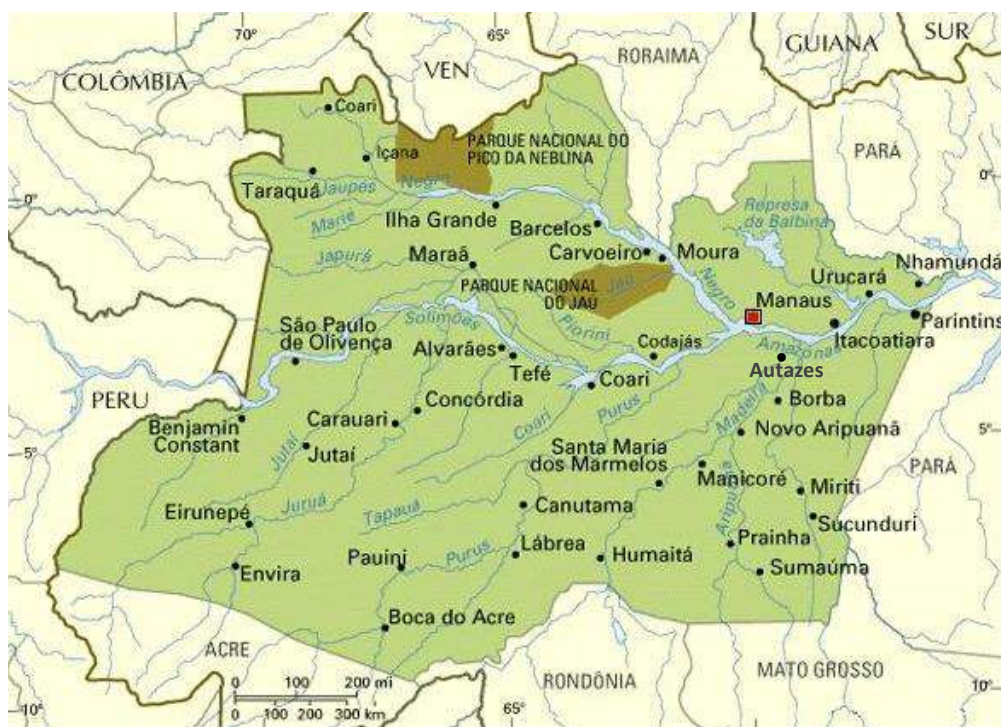 70°
65°
COLÔMBIA
VEN
RORAIMA
GUIANA
SUR
Coari
Içana
PARQUE NACIONAL DO
PICO DA NEBLINA
PARÁ
Taraquá
Uaupes
Negro
0°
0°
Marie
Ilha Grande
Barcelos
Represa
da Balbina
Japurá
Maraã
Carvoeiro
Moura
Nhamundá
PARQUE NACIONAL
DO JAU
Jaú
Negro
Urucará
Manaus
Parintins
São Paulo
de Olivença
Solimões
Piorini
Codajás
Amazonas
Itacoatiara
Alvarães
Tefé
Coari
Autazes
PERU
Benjamin
Constant
Carauari
Concórdia
Coari
Purus
Madeira
Borba
5°
Jutaí
Jutaí
Santa Maria
dos Marmelos
Novo Aripuanã
5°
PARÁ
Manicoré
Miriti
Eirunepé
Juruá
Tapauá
Canutama
Aripuanã
Sucunduri
Envira
Pauini
Purus
Lábrea
Humaitá
Prainha
Sumaúma
Boca do Acre
ACRE
RONDÔNIA
MATO GROSSO
0 100 200 mi
0 100 200 300 km
10°
65°
10°